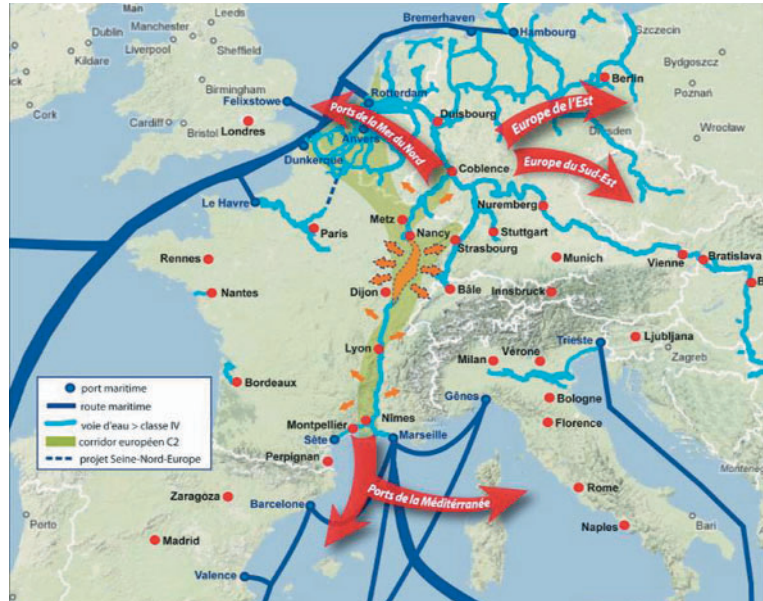 Man
Leeds
Bremerhaven
Hambourg
Szczecin
Dublin
Manchester
Liverpool
Kildare
Sheffield
Bydgoszcz
Berlin
Birmingham
Rotterdam
Poznań
Felixstowe
Cork
Ports de la Mer du Nord
Duisbourg
Europe de l'Est
Cardiff
Bristol
Londres
Anvers
Dresden
Wrocław
Dunkerque
Coblence
Europe du Sud-Est
Le Havre
Metz
Nuremberg
Paris
Nancy
Stuttgart
Strasbourg
Rennes
Munich
Vienne
Bratislava
Nantes
Dijon
Bâle
Innsbruck
B
Lyon
Trieste
Ljubljana
Milan
Vérone
Zagreb
port maritime
Bordeaux
Gênes
route maritime
Bologne
voie d'eau > classe IV
Nîmes
Florence
corridor européen C2
Montpellier
Sète
Marseille
projet Seine-Nord-Europe
Perpignan
Montene
Zaragoza
Ports de la Méditérranée
Rome
Porto
Barcelone
Bari
Madrid
Naples
Valence